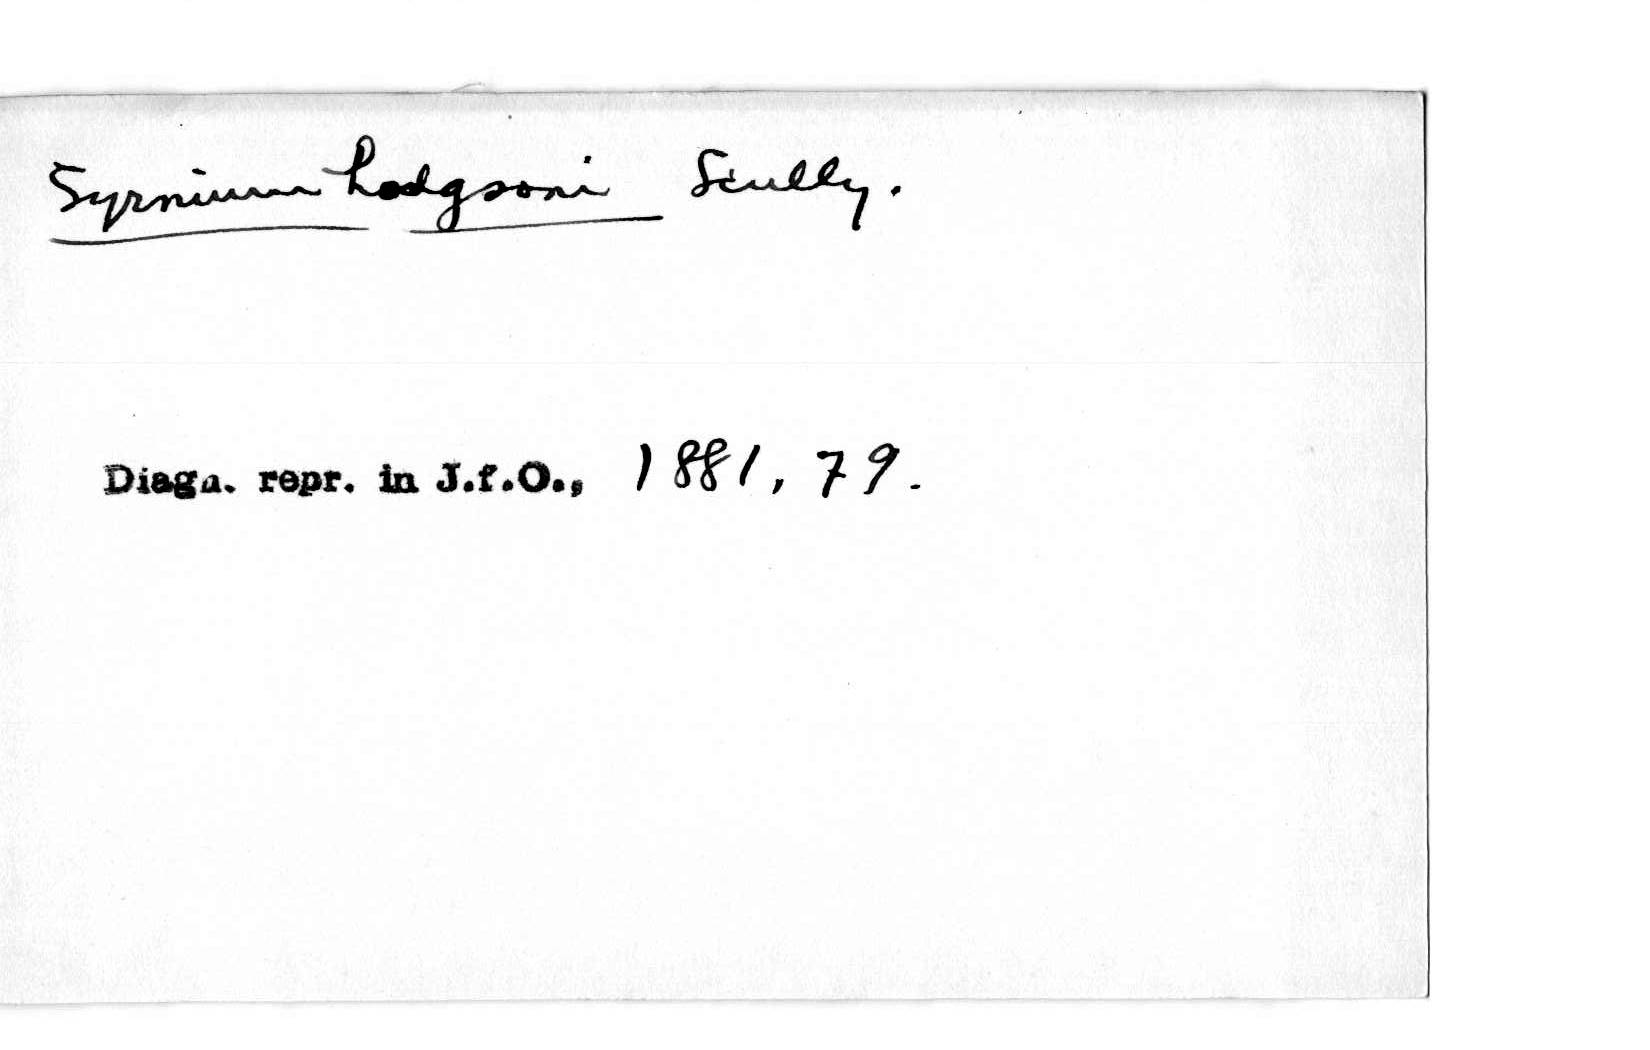 Syrnium hodgsoni Scully.
Diagn. repr. in J.f.O., 1881, 79.